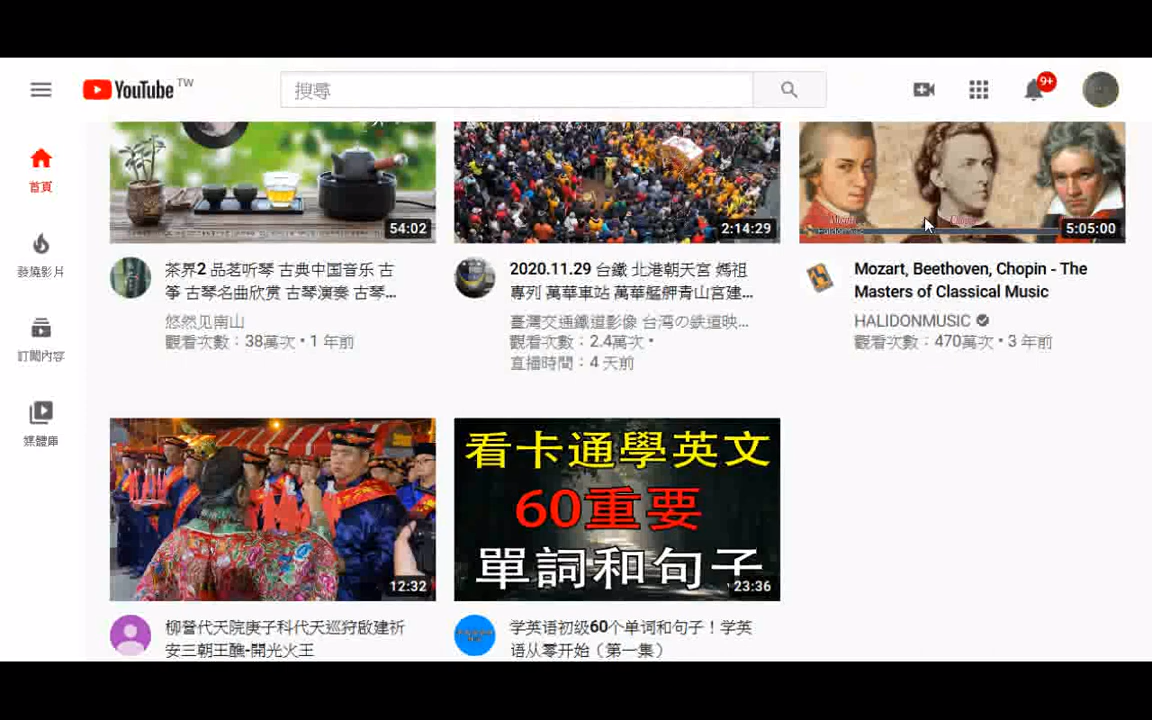 YouTube TW
搜尋
9+
首頁
發燒影片
訂閱內容
媒體庫
54:02
2:14:29
5:05:00
茶界2 品茗听琴 古典中国音乐 古
筝 古琴名曲欣赏 古琴演奏 古琴...
悠然见南山
觀看次數：38萬次 • 1 年前
2020.11.29 台鐵 北港朝天宮 媽祖
專列 萬華車站 萬華艋舺青山宮建...
臺灣交通鐵道影像 台湾の鉄道映...
觀看次數：2.4萬次 •
直播時間：4 天前
Mozart, Beethoven, Chopin - The
Masters of Classical Music
HALIDONMUSIC
觀看次數：470萬次 • 3 年前
12:32
看卡通學英文
60重要
單詞和句子
23:36
柳營代天院庚子科代天巡狩啟建祈
安三朝王醮-開光火王
学英语初级60个单词和句子！学英
语从零开始（第一集）